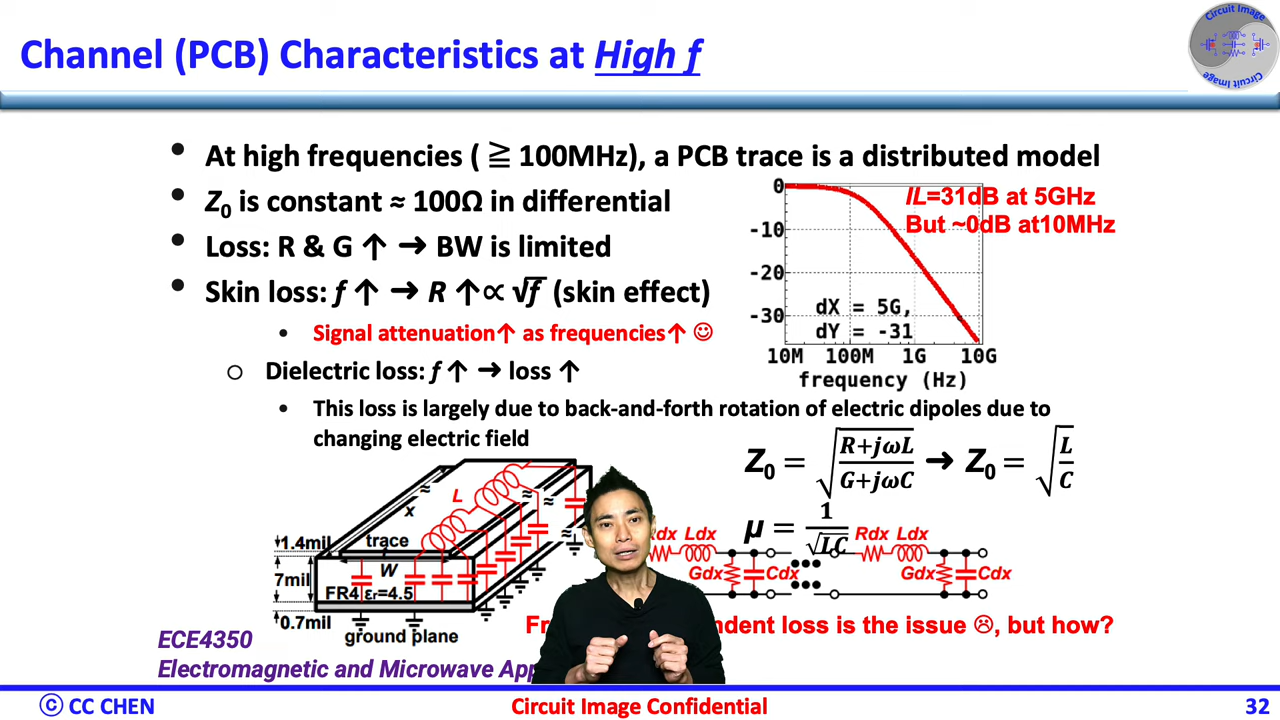 Channel (PCB) Characteristics at High f
Circuit Image
Circuit Image
• At high frequencies ( ≧ 100MHz), a PCB trace is a distributed model
• Z0 is constant ≈ 100Ω in differential
• Loss: R & G ↑ ➜ BW is limited
• Skin loss: f ↑ ➜ R ↑∝ √f (skin effect)
• Signal attenuation↑ as frequencies↑ ☺
o Dielectric loss: f ↑ ➜ loss ↑
• This loss is largely due to back-and-forth rotation of electric dipoles due to
changing electric field
IL=31dB at 5GHz
But ~0dB at10MHz
0
-10
-20
-30
dX = 5G,
dY = -31
10M 100M 1G 10G
frequency (Hz)
Z0 = √(R+jωL / G+jωC) ➜ Z0 = √(L / C)
μ = 1 / √LC
L
x
trace
W
1.4mil
7mil
FR4 εr=4.5
0.7mil
ground plane
Ldx
Gdx Cdx
Rdx Ldx
Gdx Cdx
loss is the issue ☹, but how?
ECE4350
Electromagnetic and Microwave
© CC CHEN
Circuit Image Confidential
32